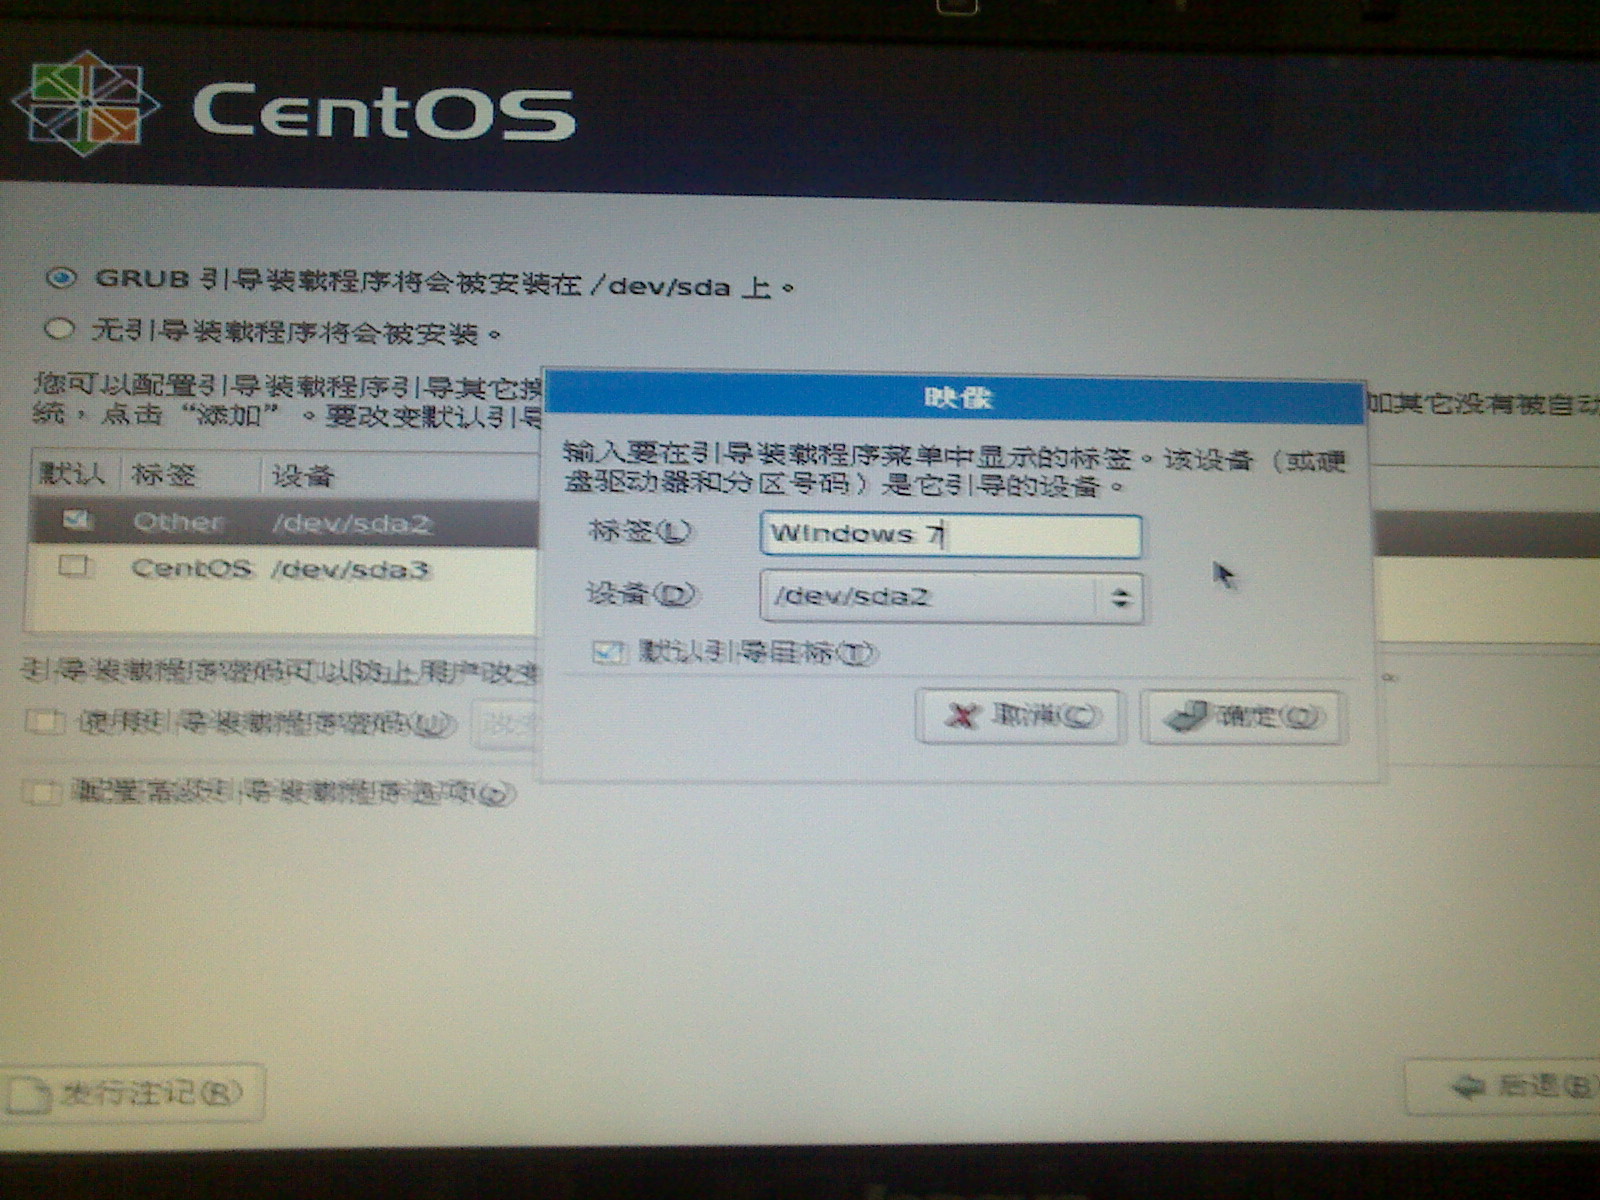 CentOS
GRUB 引导装载程序将会被安装在 /dev/sda 上。
无引导装载程序将会被安装。
您可以配置引导装载程序引导其它操
加其它没有被自动
统，点击“添加”。要改变默认引导
默认 标签 设备
Other /dev/sda2
CentOS /dev/sda3
引导装载程序密码可以防止用户改变
使用引导装载程序密码(U)
配置高级引导装载程序选项(O)
映像
输入要在引导装载程序菜单中显示的标签。该设备（或硬
盘驱动器和分区号码）是它引导的设备。
标签(L) Windows 7
设备(D) /dev/sda2
默认引导目标(T)
取消(C) 确定(O)
发行注记(R)
后退(B)